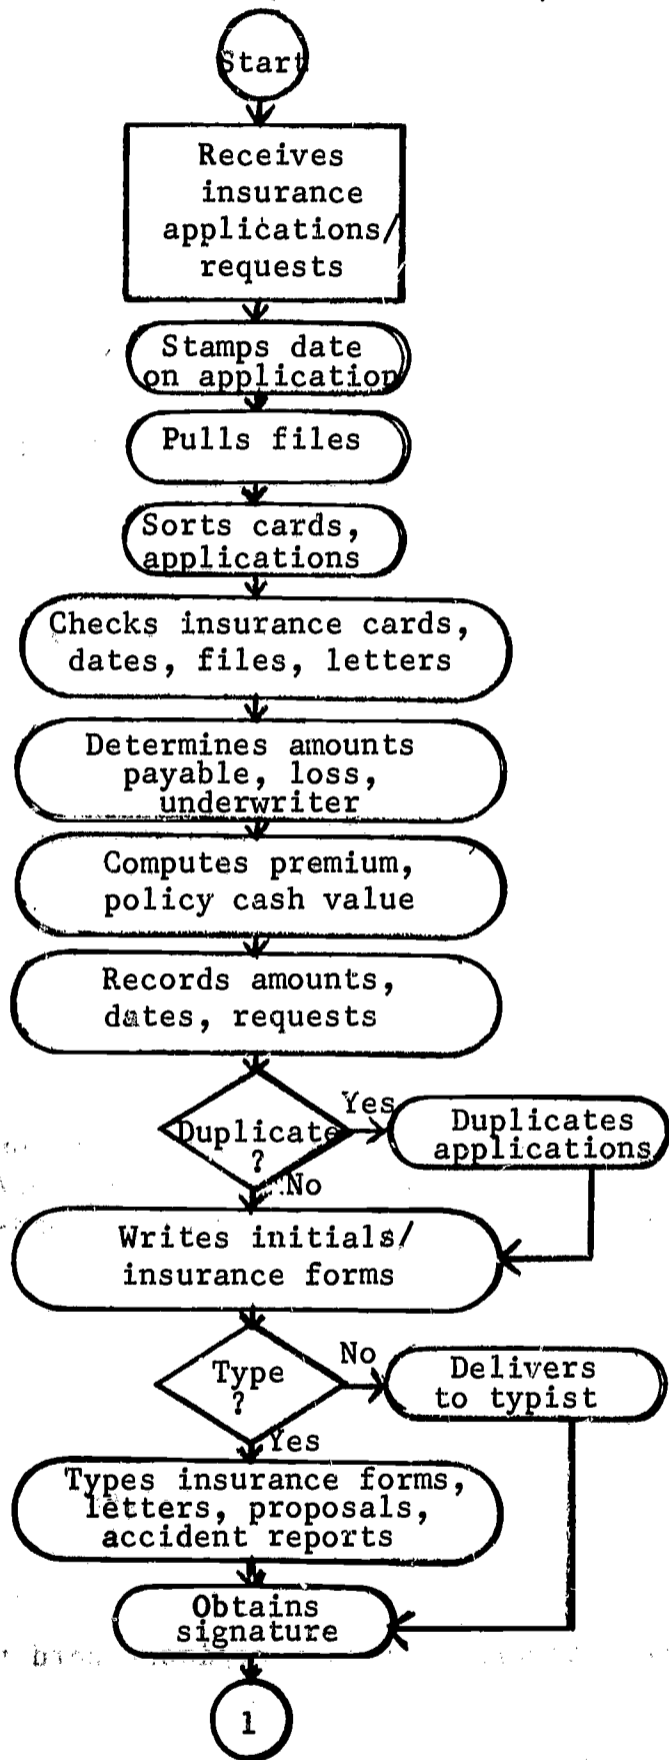 Start
Receives
insurance
applications/
requests
Stamps date
on application
Pulls files
Sorts cards,
applications
Checks insurance cards,
dates, files, letters
Determines amounts
payable, loss,
underwriter
Computes premium,
policy cash value
Records amounts,
dates, requests
Duplicate
?
Yes
Duplicates
applications
No
Writes initials/
insurance forms
Type
?
No
Delivers
to typist
Yes
Types insurance forms,
letters, proposals,
accident reports
Obtains
signature
1